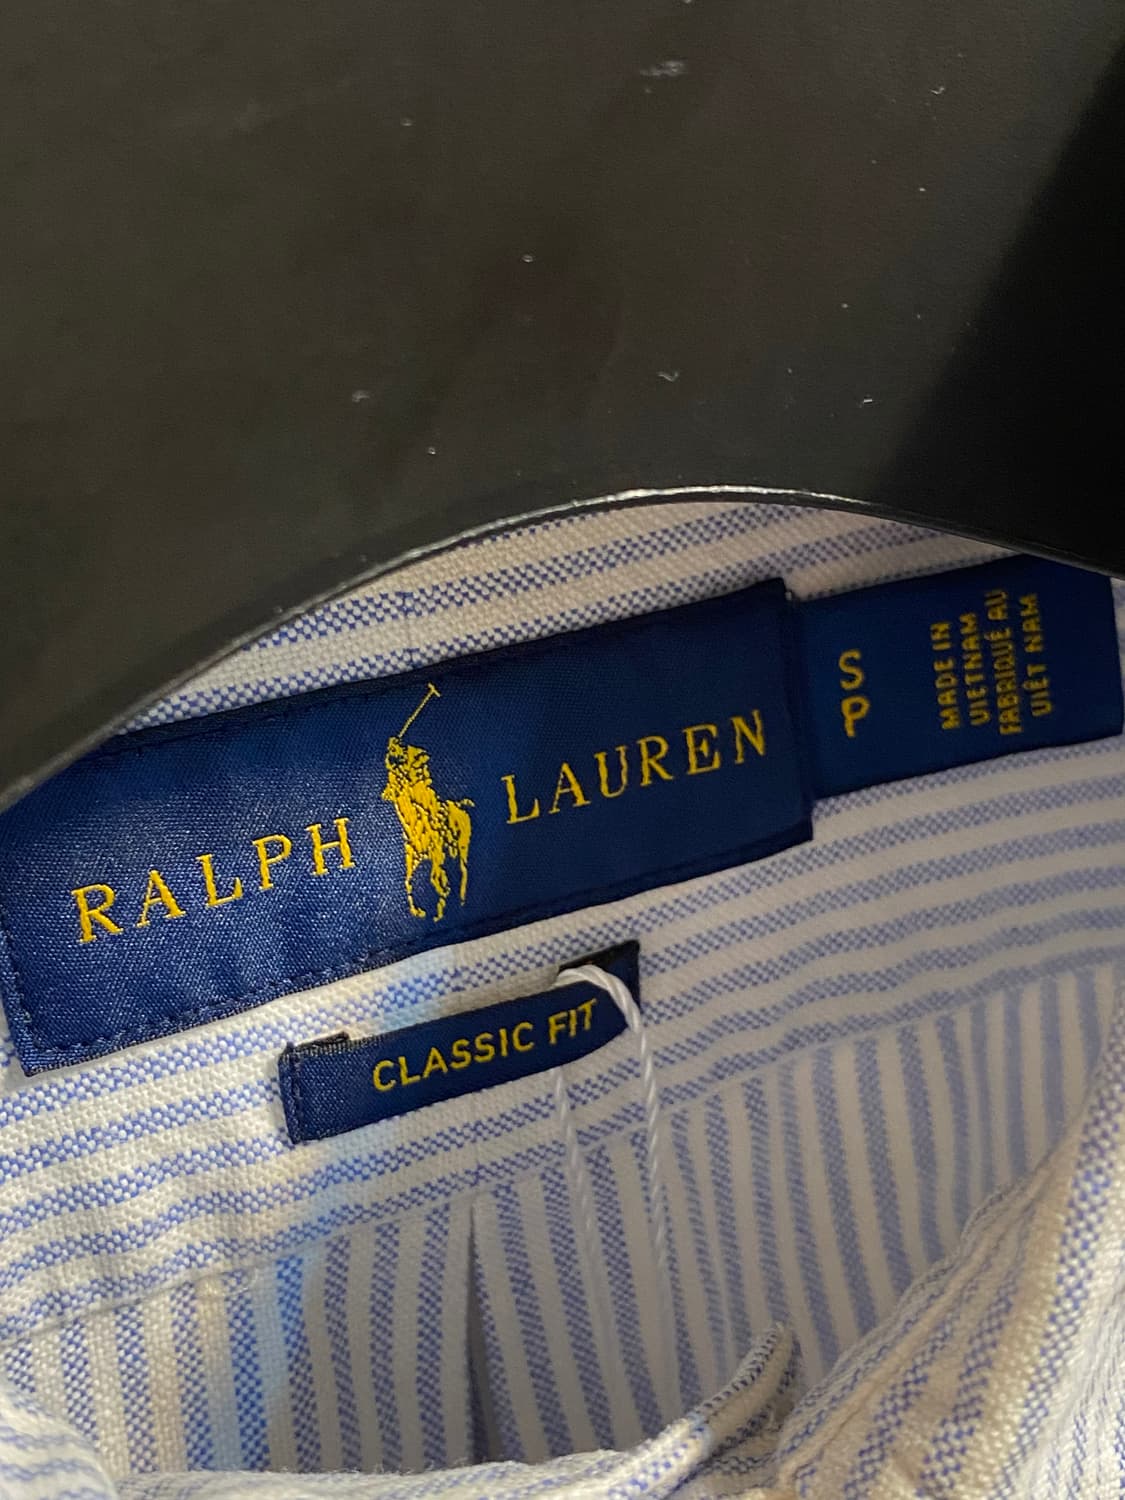 RALPH LAUREN
S
P
MADE IN
VIETNAM
FABRIQUÉ AU
VIÊT NAM
CLASSIC FIT